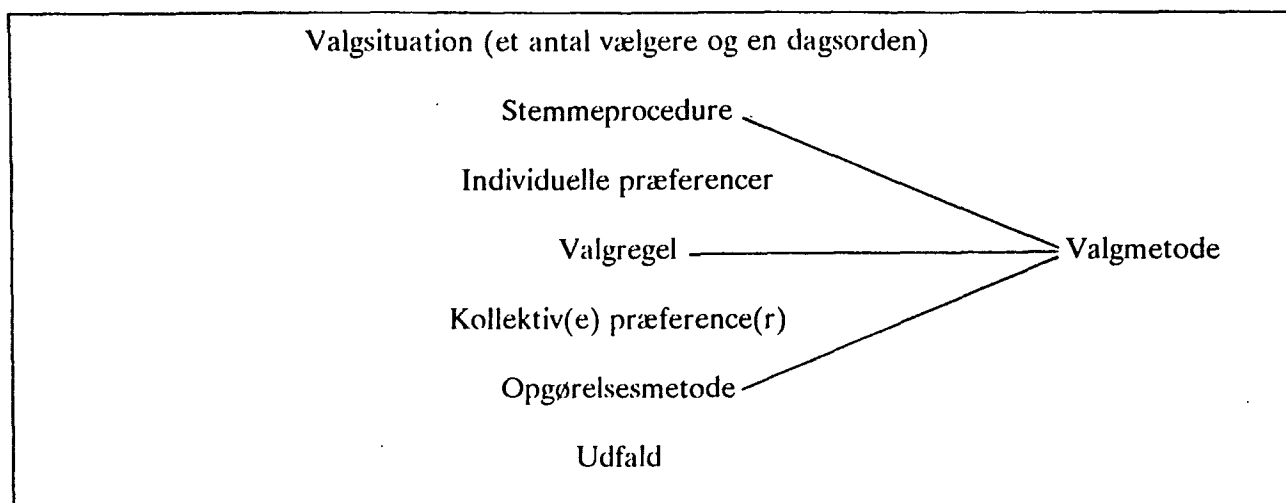 Valgsituation (et antal vælgere og en dagsorden)
Stemmeprocedure
Individuelle præferencer
Valgregel
Valgmetode
Kollektiv(e) præference(r)
Opgørelsesmetode
Udfald